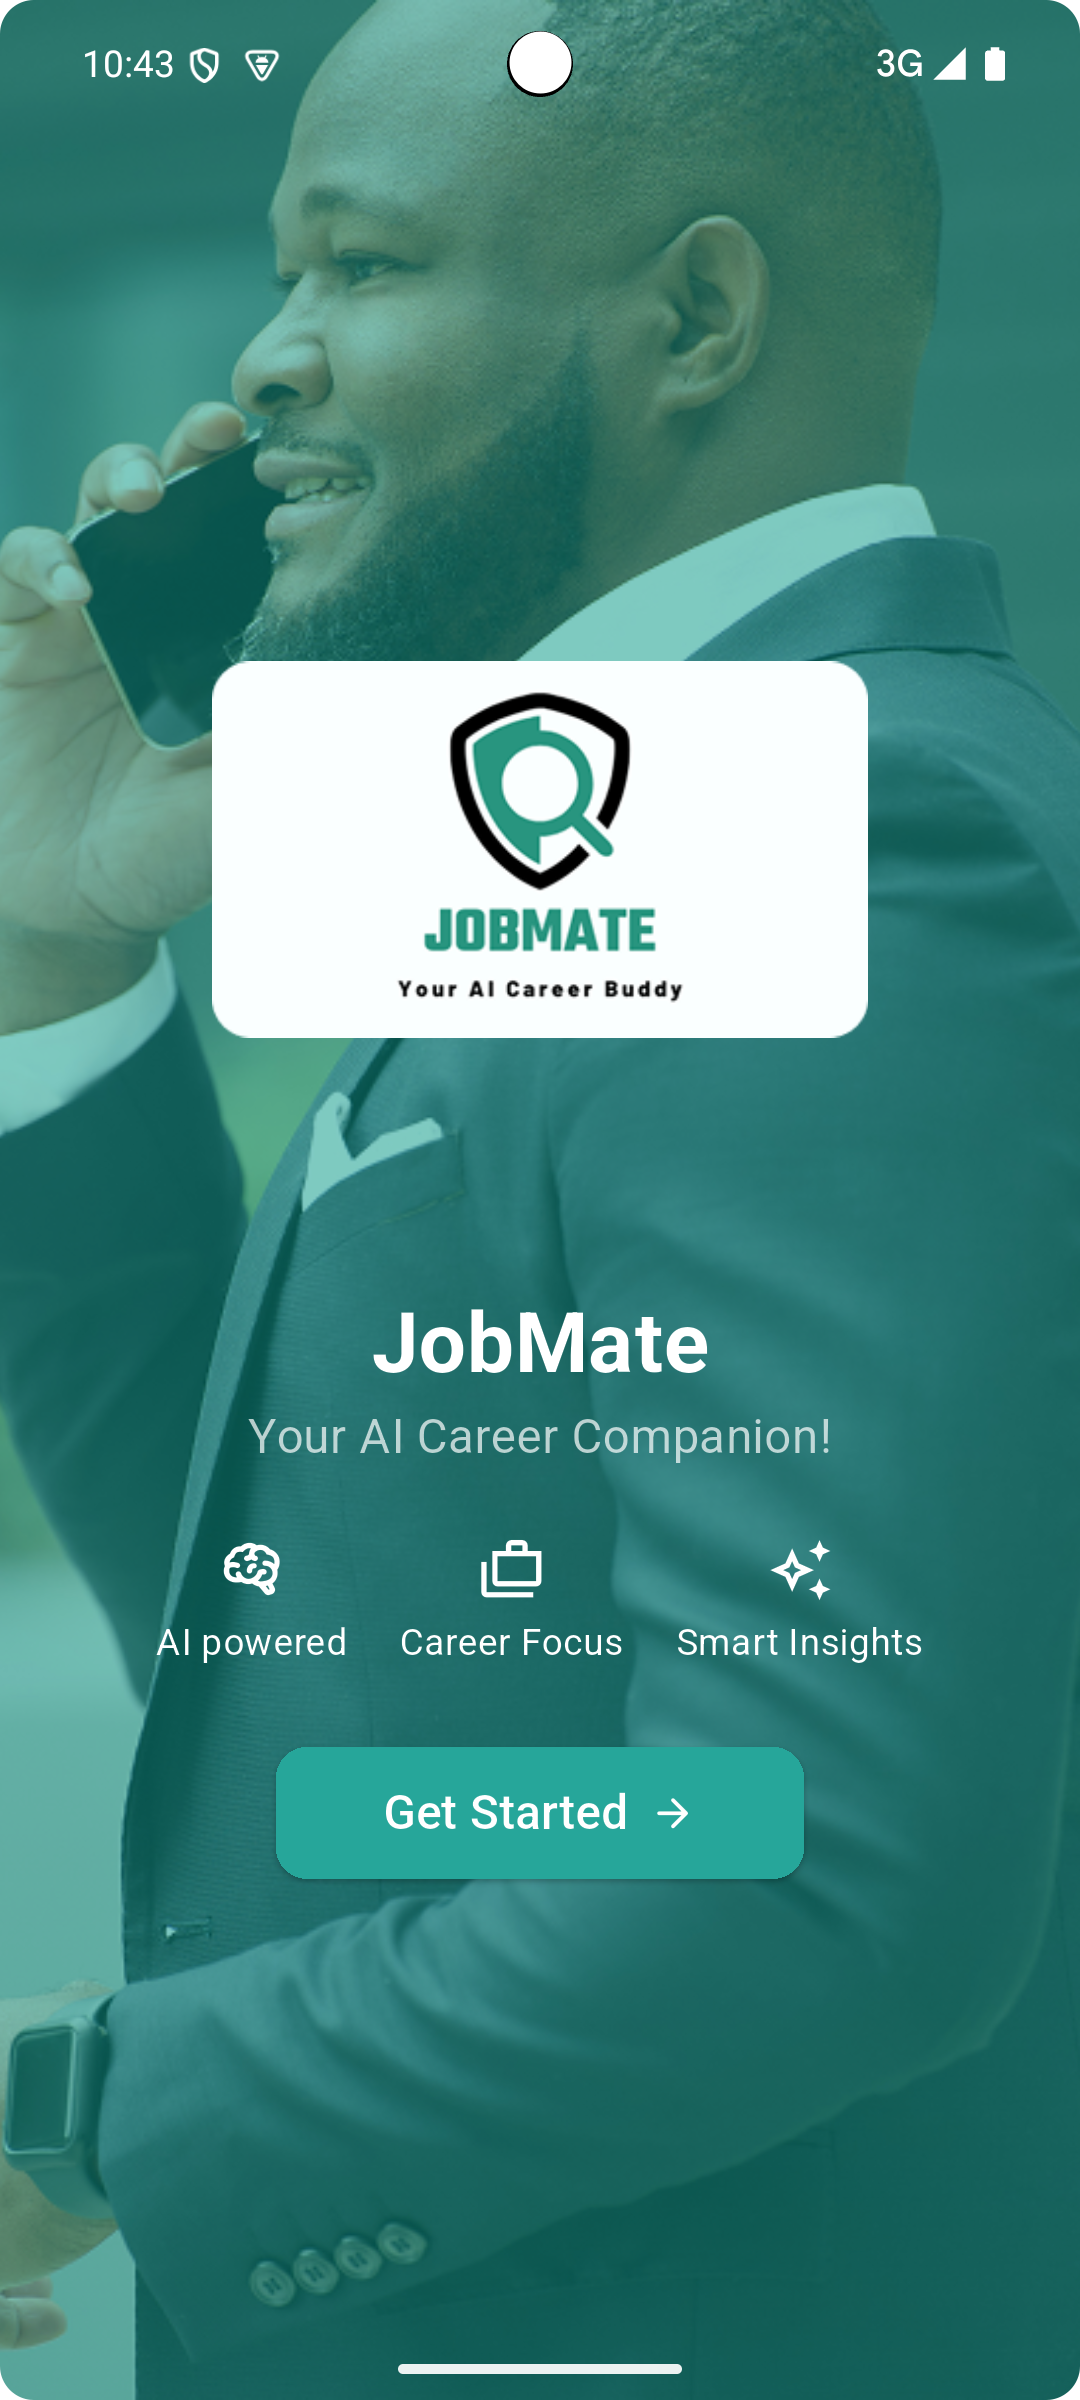 10:43 3G
JOBMATE
Your AI Career Buddy
JobMate
Your AI Career Companion!
AI powered Career Focus Smart Insights
Get Started →